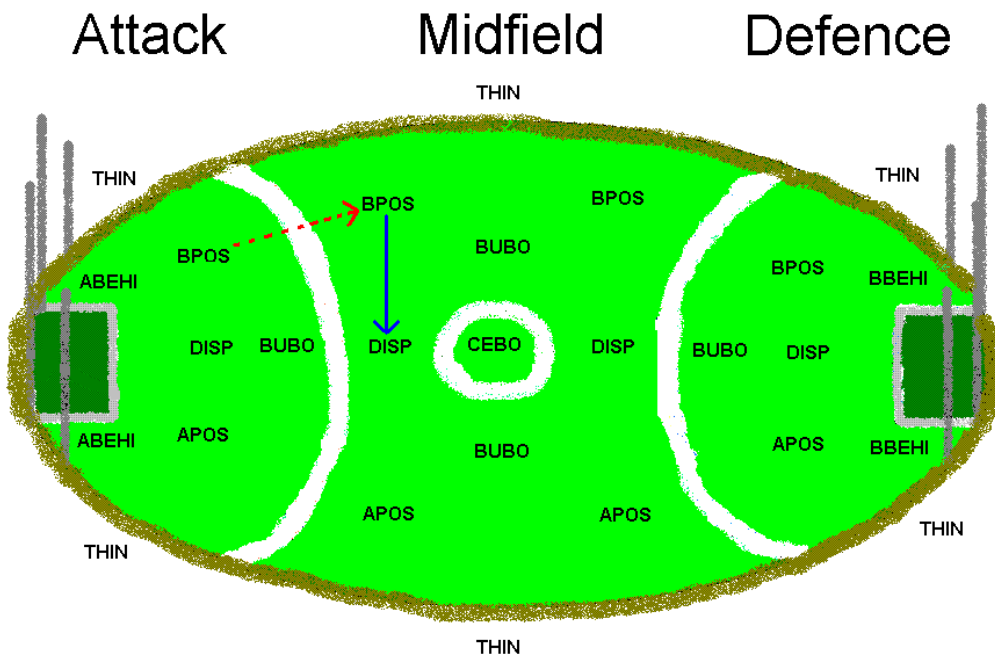 Attack Midfield Defence
THIN
THIN THIN
BPOS BPOS
BUBO
BPOS BPOS
ABEHI BBEHI
DISP BUBO DISP CEBO DISP BUBO DISP
ABEHI APOS APOS BBEHI
BUBO
APOS APOS
THIN THIN
THIN